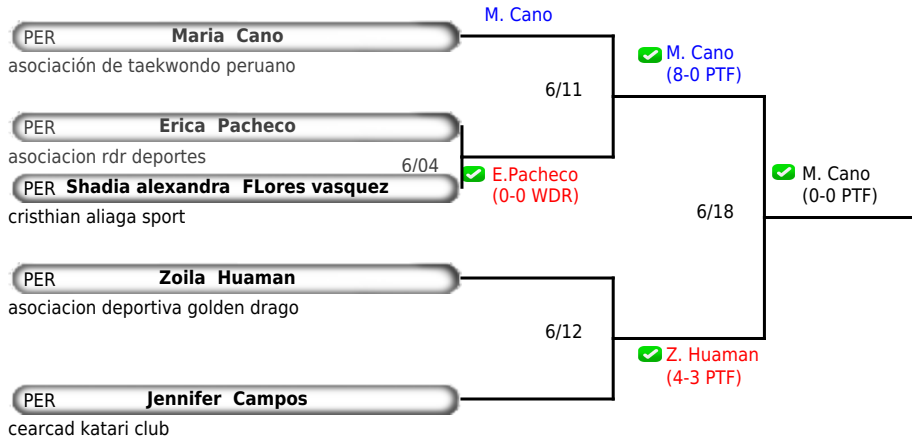 M. Cano
PER Maria Cano
asociación de taekwondo peruano
M. Cano
(8-0 PTF)
6/11
PER Erica Pacheco
asociacion rdr deportes
6/04
E.Pacheco
(0-0 WDR)
PER Shadia alexandra FLores vasquez
cristhian aliaga sport
M. Cano
(0-0 PTF)
6/18
PER Zoila Huaman
asociacion deportiva golden drago
6/12
Z. Huaman
(4-3 PTF)
PER Jennifer Campos
cearcad katari club